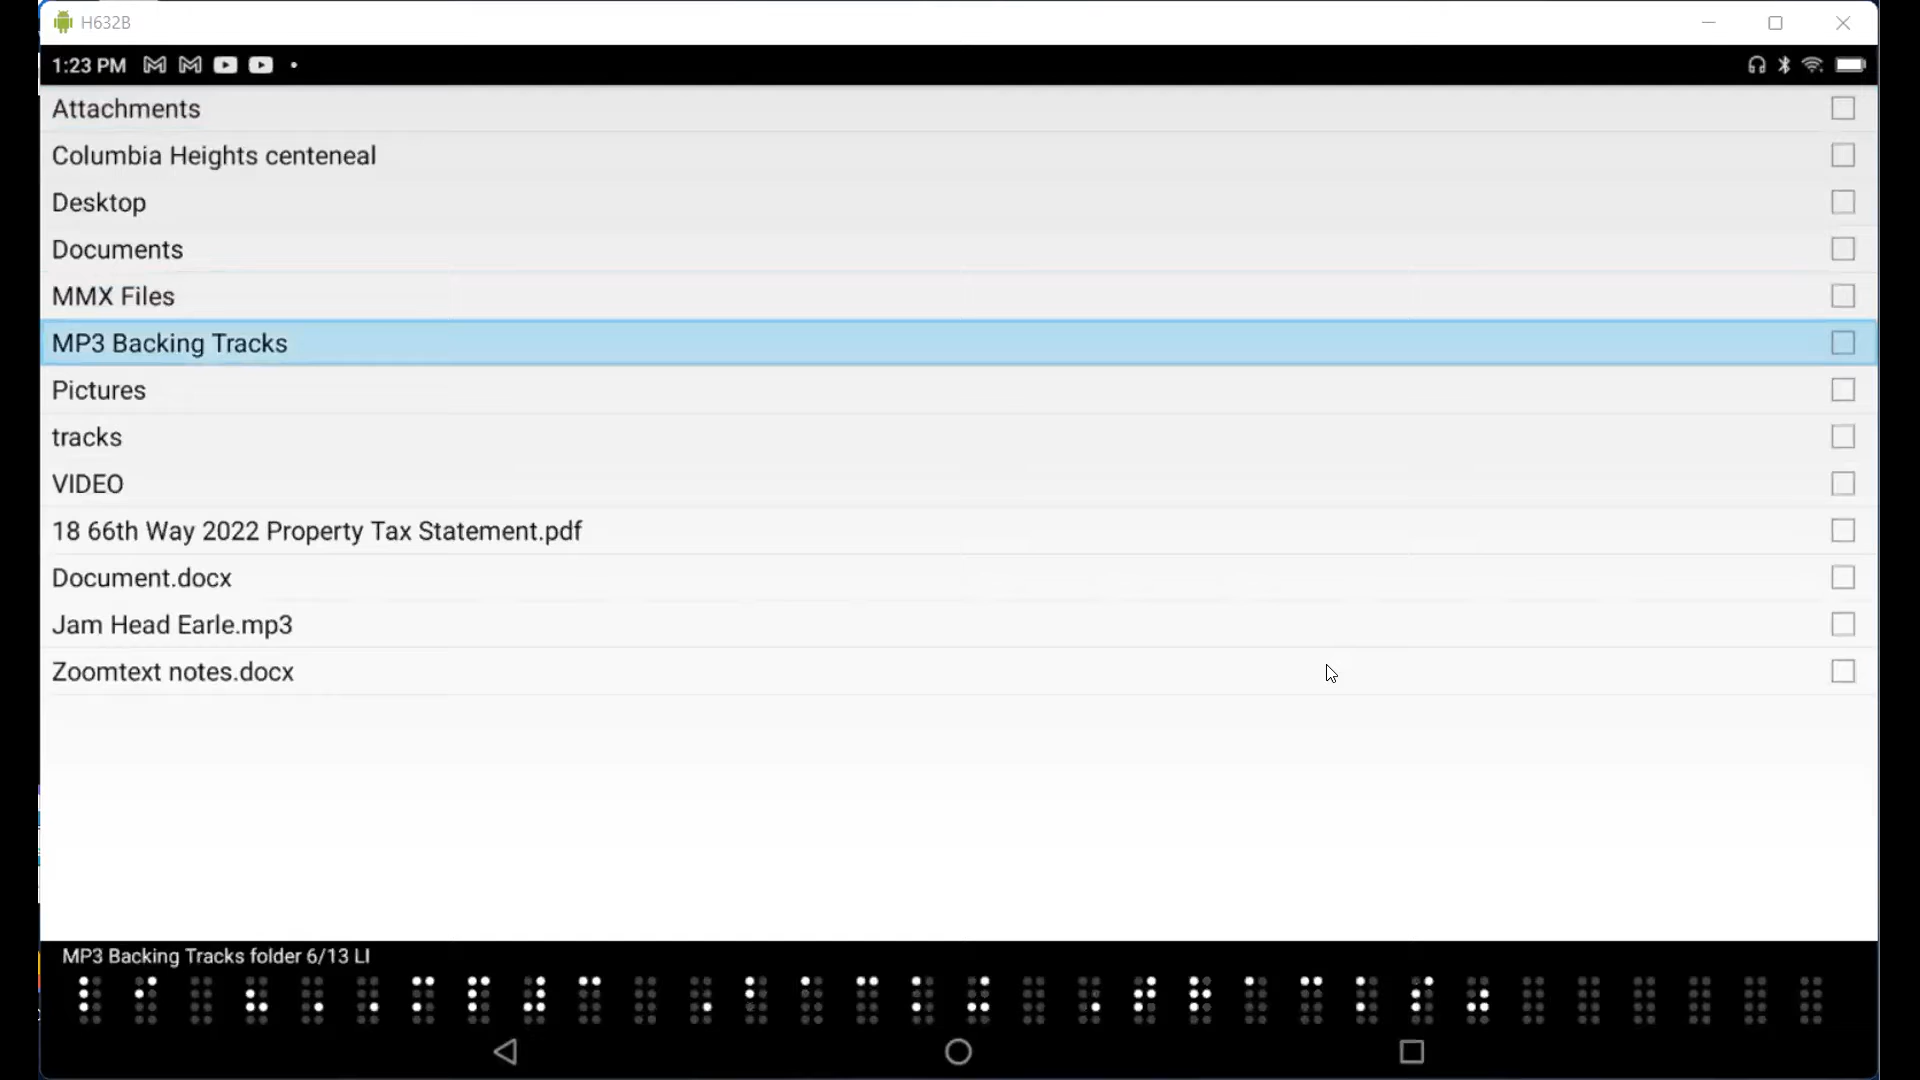 H632B
1:23 PM
Attachments
Columbia Heights centeneal
Desktop
Documents
MMX Files
MP3 Backing Tracks
Pictures
tracks
VIDEO
18 66th Way 2022 Property Tax Statement.pdf
Document.docx
Jam Head Earle.mp3
Zoomtext notes.docx
MP3 Backing Tracks folder 6/13 LI